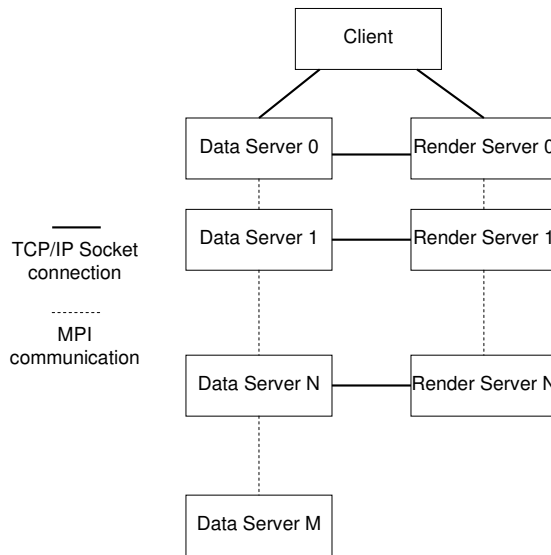 Client
Data Server 0
Render Server 0
Data Server 1
Render Server 1
TCP/IP Socket
connection
MPI
communication
Data Server N
Render Server N
Data Server M